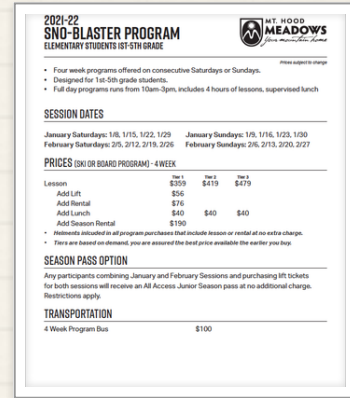 2021-22
SNO-BLASTER PROGRAM
ELEMENTARY STUDENTS 1ST-5TH GRADE
MT. HOOD
MEADOWS
your mountain home
Prices subject to change
• Four week programs offered on consecutive Saturdays or Sundays.
• Designed for 1st-5th grade students.
• Full day programs runs from 10am-3pm, includes 4 hours of lessons, supervised lunch
SESSION DATES
January Saturdays: 1/8, 1/15, 1/22, 1/29 January Sundays: 1/9, 1/16, 1/23, 1/30
February Saturdays: 2/5, 2/12, 2/19, 2/26 February Sundays: 2/6, 2/13, 2/20, 2/27
PRICES (SKI OR BOARD PROGRAM) - 4 WEEK
Tier 1 Tier 2 Tier 3
Lesson $359 $419 $479
Add Lift $56
Add Rental $76
Add Lunch $40 $40 $40
Add Season Rental $190
• Helments inlcuded in all program purchases that include lesson or rental at no extra charge.
• Tiers are based on demand, you are assured the best price available the earlier you buy.
SEASON PASS OPTION
Any participants combining January and February Sessions and purchasing lift tickets
for both sessions will receive an All Access Junior Season pass at no additional charge.
Restrictions apply.
TRANSPORTATION
4 Week Program Bus $100